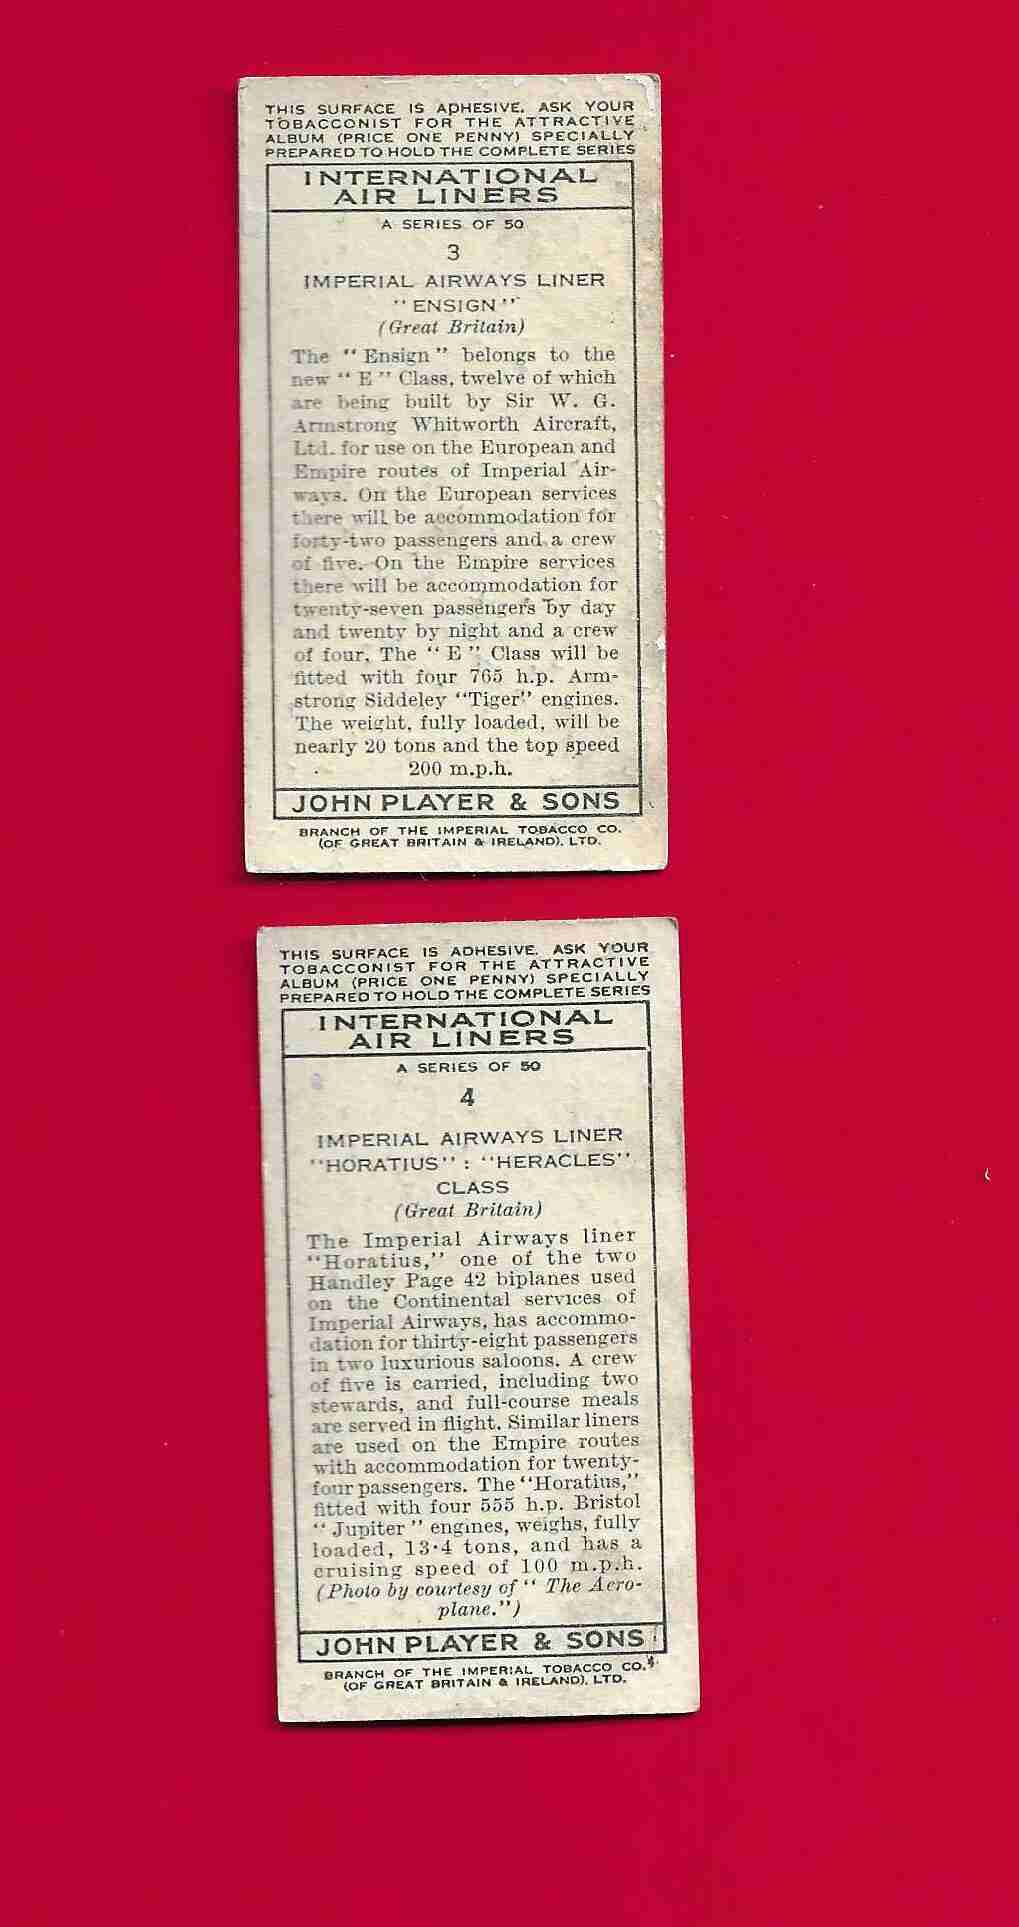 THIS SURFACE IS ADHESIVE. ASK YOUR
TOBACCONIST FOR THE ATTRACTIVE
ALBUM (PRICE ONE PENNY) SPECIALLY
PREPARED TO HOLD THE COMPLETE SERIES
INTERNATIONAL
AIR LINERS
A SERIES OF 50
3
IMPERIAL AIRWAYS LINER
"ENSIGN"
(Great Britain)
The "Ensign" belongs to the
new "E" Class, twelve of which
are being built by Sir W. G.
Armstrong Whitworth Aircraft,
Ltd. for use on the European and
Empire routes of Imperial Air-
ways. On the European services
there will be accommodation for
forty-two passengers and a crew
of five. On the Empire services
there will be accommodation for
twenty-seven passengers by day
and twenty by night and a crew
of four. The "E" Class will be
fitted with four 765 h.p. Arm-
strong Siddeley "Tiger" engines.
The weight, fully loaded, will be
nearly 20 tons and the top speed
200 m.p.h.
JOHN PLAYER & SONS
BRANCH OF THE IMPERIAL TOBACCO CO.
(OF GREAT BRITAIN & IRELAND), LTD.
THIS SURFACE IS ADHESIVE. ASK YOUR
TOBACCONIST FOR THE ATTRACTIVE
ALBUM (PRICE ONE PENNY) SPECIALLY
PREPARED TO HOLD THE COMPLETE SERIES
INTERNATIONAL
AIR LINERS
A SERIES OF 50
4
IMPERIAL AIRWAYS LINER
"HORATIUS": "HERACLES"
CLASS
(Great Britain)
The Imperial Airways liner
"Horatius," one of the two
Handley Page 42 biplanes used
on the Continental services of
Imperial Airways, has accommo-
dation for thirty-eight passengers
in two luxurious saloons. A crew
of five is carried, including two
stewards, and full-course meals
are served in flight. Similar liners
are used on the Empire routes
with accommodation for twenty-
four passengers. The "Horatius,"
fitted with four 555 h.p. Bristol
"Jupiter" engines, weighs, fully
loaded, 13·4 tons, and has a
cruising speed of 100 m.p.h.
(Photo by courtesy of "The Aero-
plane.")
JOHN PLAYER & SONS
BRANCH OF THE IMPERIAL TOBACCO CO.
(OF GREAT BRITAIN & IRELAND), LTD.